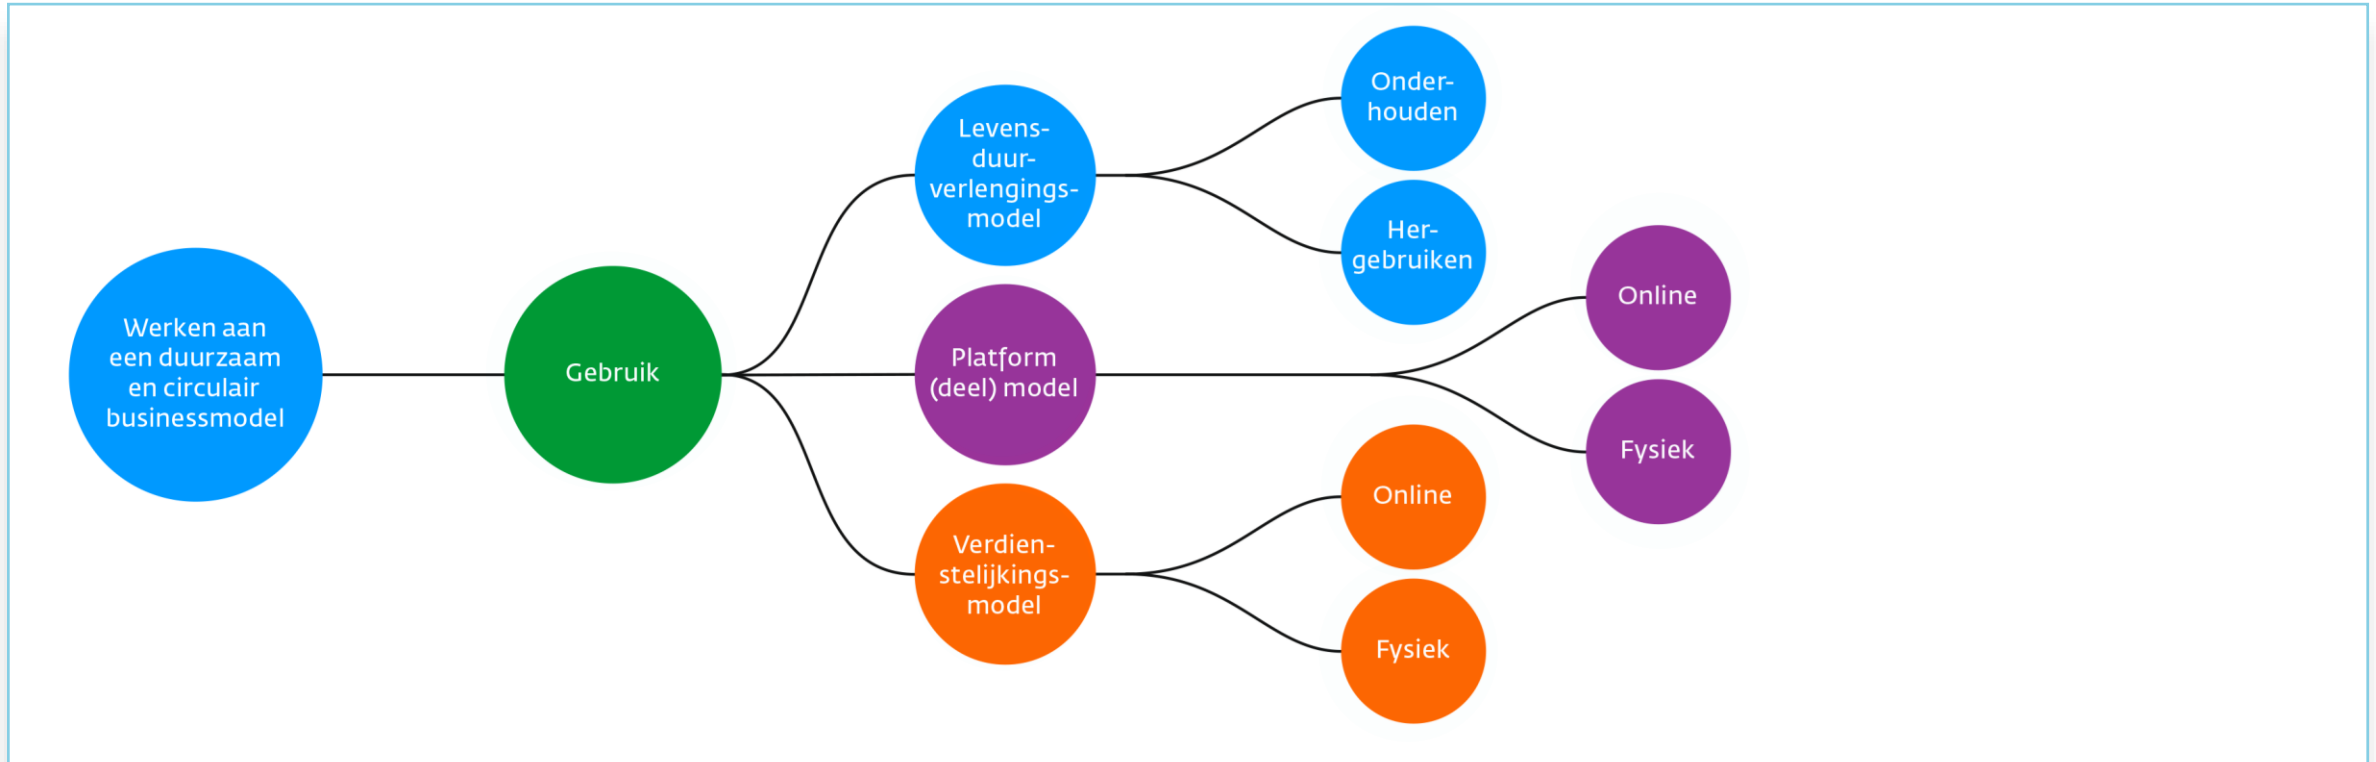 Werken aan
een duurzaam
en circulair
businessmodel
Gebruik
Levens-
duur-
verlengings-
model
Onder-
houden
Her-
gebruiken
Platform
(deel) model
Online
Fysiek
Verdien-
stelijkings-
model
Online
Fysiek